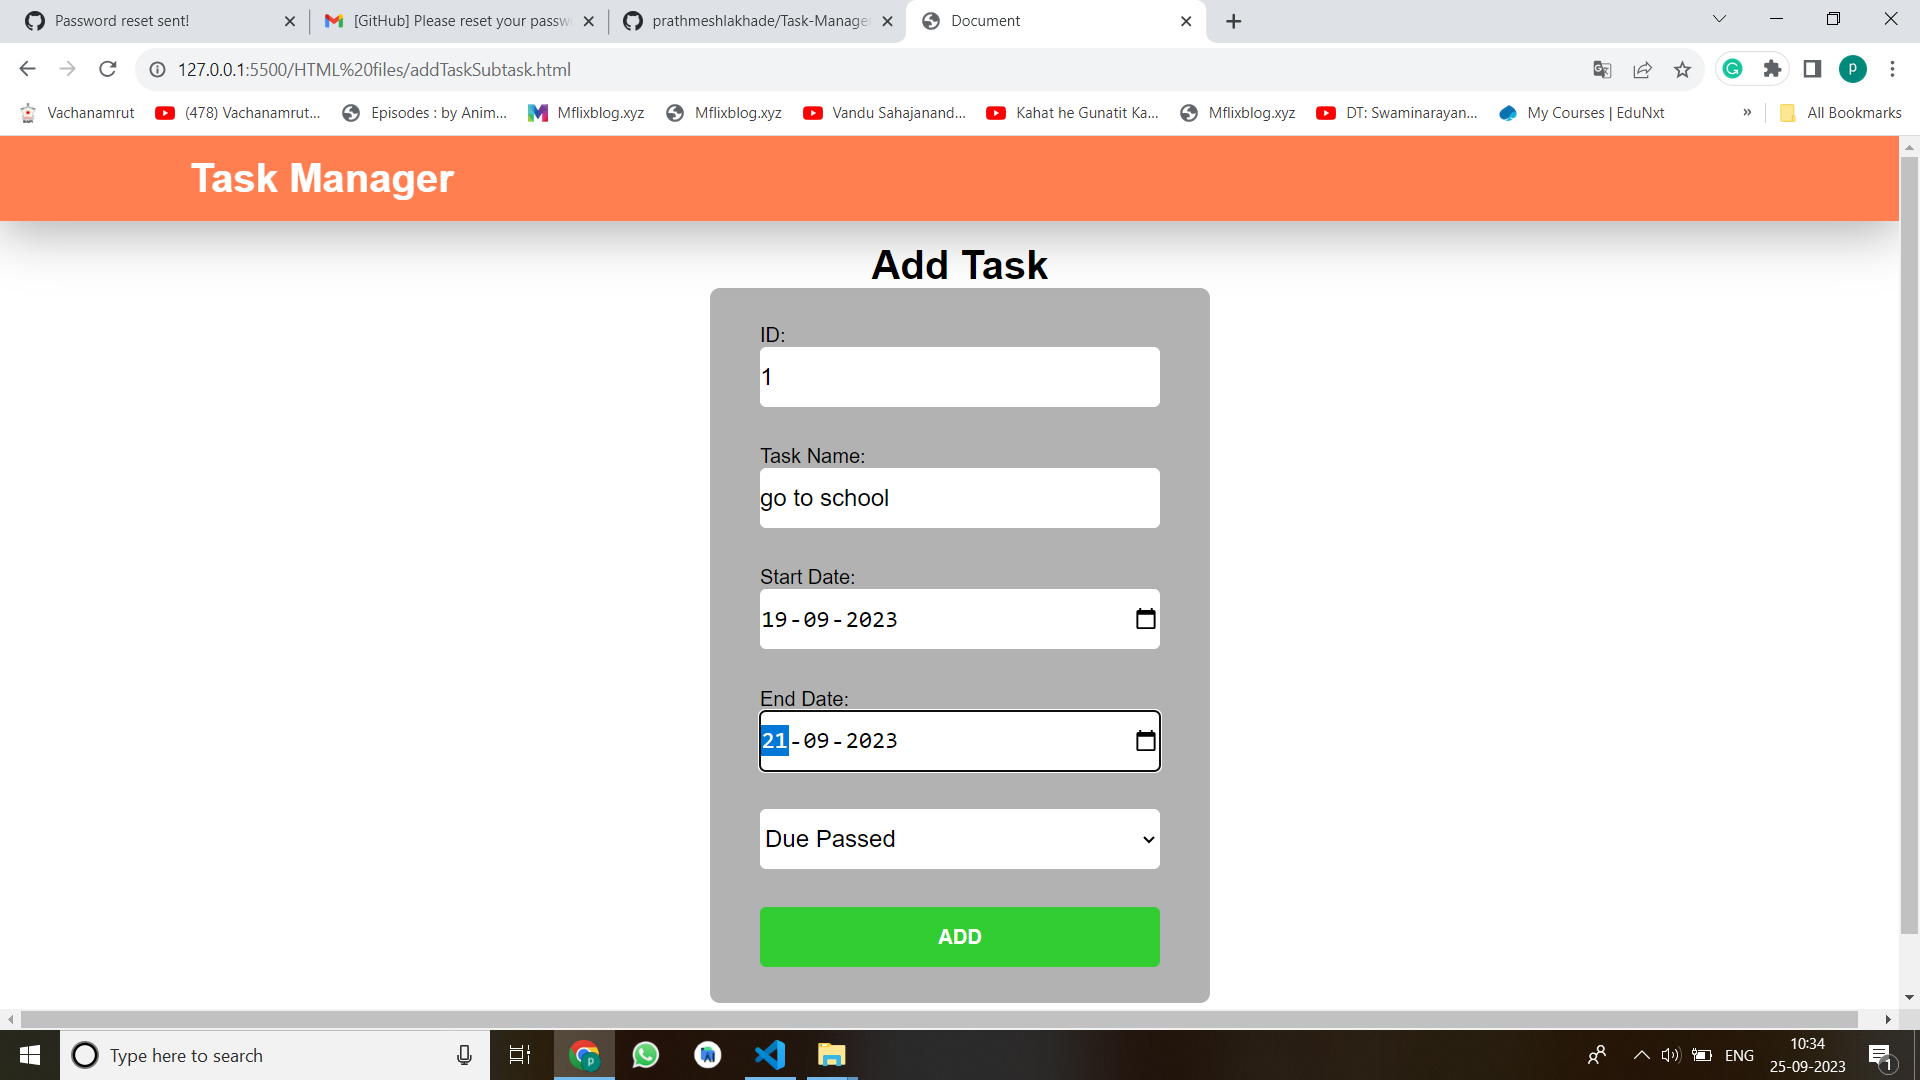 Password reset sent!
[GitHub] Please reset your passw
prathmeshlakhade/Task-Manager
Document
127.0.0.1:5500/HTML%20files/addTaskSubtask.html
P
Vachanamrut
(478) Vachanamrut...
Episodes : by Anim...
Mflixblog.xyz
Mflixblog.xyz
Vandu Sahajanand...
Kahat he Gunatit Ka...
Mflixblog.xyz
DT: Swaminarayan...
My Courses | EduNxt
»
All Bookmarks
Task Manager
Add Task
ID:
1
Task Name:
go to school
Start Date:
19-09-2023
End Date:
21-09-2023
Due Passed
ADD
Type here to search
ENG
10:34
25-09-2023
1